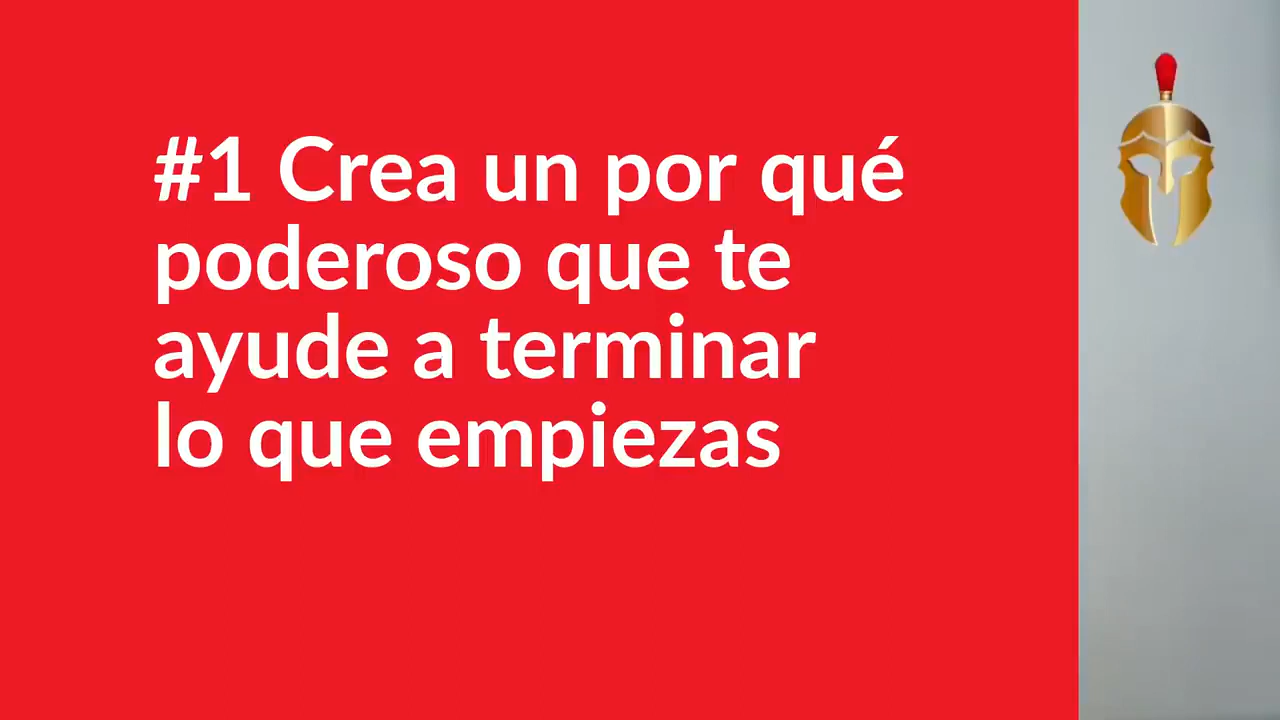 #1 Crea un por qué
poderoso que te
ayude a terminar
lo que empiezas